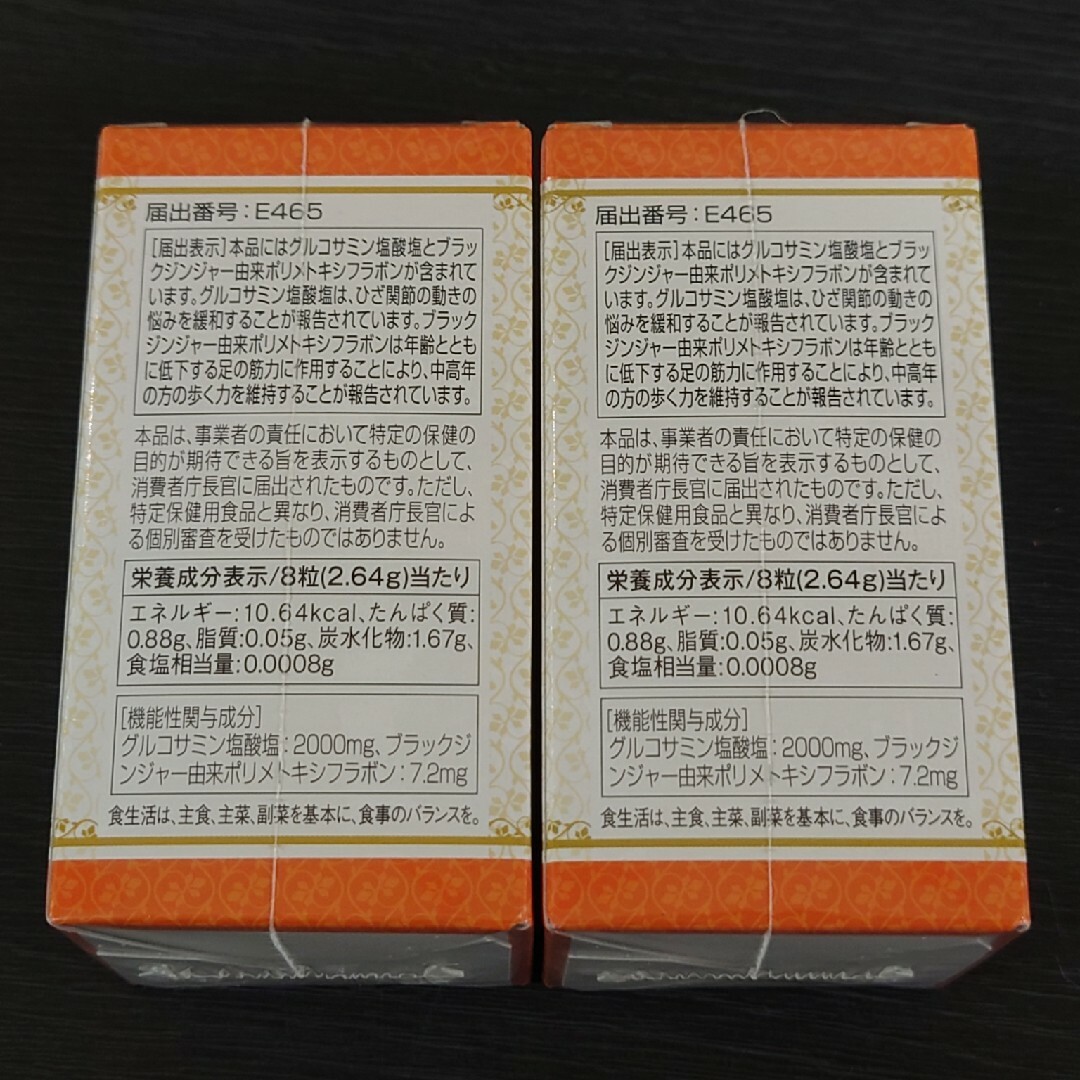 届出番号:E465
[届出表示]本品にはグルコサミン塩酸塩とブラッ
クジンジャー由来ポリメトキシフラボンが含まれて
います。グルコサミン塩酸塩は、ひざ関節の動きの
悩みを緩和することが報告されています。ブラック
ジンジャー由来ポリメトキシフラボンは年齢ととも
に低下する足の筋力に作用することにより、中高年
の方の歩く力を維持することが報告されています。
本品は、事業者の責任において特定の保健の
目的が期待できる旨を表示するものとして、
消費者庁長官に届出されたものです。ただし、
特定保健用食品と異なり、消費者庁長官によ
る個別審査を受けたものではありません。
栄養成分表示/8粒(2.64g)当たり
エネルギー:10.64kcal、たんぱく質:
0.88g、脂質:0.05g、炭水化物:1.67g、
食塩相当量:0.0008g
[機能性関与成分]
グルコサミン塩酸塩:2000mg、ブラックジ
ンジャー由来ポリメトキシフラボン:7.2mg
食生活は、主食、主菜、副菜を基本に、食事のバランスを。
届出番号:E465
[届出表示]本品にはグルコサミン塩酸塩とブラッ
クジンジャー由来ポリメトキシフラボンが含まれて
います。グルコサミン塩酸塩は、ひざ関節の動きの
悩みを緩和することが報告されています。ブラック
ジンジャー由来ポリメトキシフラボンは年齢ととも
に低下する足の筋力に作用することにより、中高年
の方の歩く力を維持することが報告されています。
本品は、事業者の責任において特定の保健の
目的が期待できる旨を表示するものとして、
消費者庁長官に届出されたものです。ただし、
特定保健用食品と異なり、消費者庁長官によ
る個別審査を受けたものではありません。
栄養成分表示/8粒(2.64g)当たり
エネルギー:10.64kcal、たんぱく質:
0.88g、脂質:0.05g、炭水化物:1.67g、
食塩相当量:0.0008g
[機能性関与成分]
グルコサミン塩酸塩:2000mg、ブラックジ
ンジャー由来ポリメトキシフラボン:7.2mg
食生活は、主食、主菜、副菜を基本に、食事のバランスを。